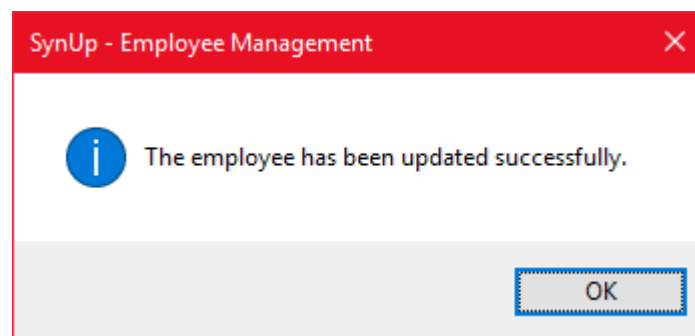 SynUp - Employee Management
The employee has been updated successfully.
OK